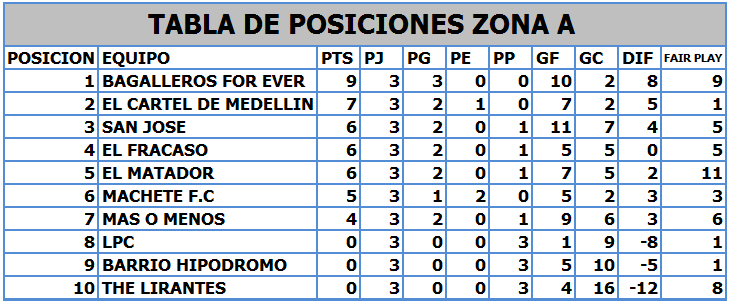 TABLA DE POSICIONES ZONA A
POSICION EQUIPO PTS PJ PG PE PP GF GC DIF FAIR PLAY
1 BAGALLEROS FOR EVER 9 3 3 0 0 10 2 8 9
2 EL CARTEL DE MEDELLIN 7 3 2 1 0 7 2 5 1
3 SAN JOSE 6 3 2 0 1 11 7 4 5
4 EL FRACASO 6 3 2 0 1 5 5 0 5
5 EL MATADOR 6 3 2 0 1 7 5 2 11
6 MACHETE F.C 5 3 1 2 0 5 2 3 3
7 MAS O MENOS 4 3 2 0 1 9 6 3 6
8 LPC 0 3 0 0 3 1 9 -8 1
9 BARRIO HIPODROMO 0 3 0 0 3 5 10 -5 1
10 THE LIRANTES 0 3 0 0 3 4 16 -12 8